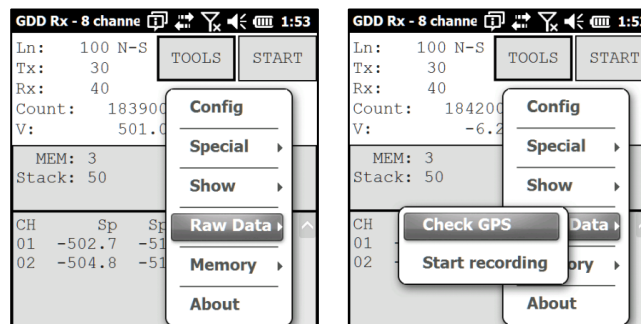 GDD Rx - 8 channe 1:53
Ln: 100 N-S TOOLS START
Tx: 30
Rx: 40
Count: 183900 Config
V: 501.0
Special
MEM: 3
Stack: 50 Show
CH Sp Sp Raw Data
01 -502.7 -51
02 -504.8 -51 Memory
About
GDD Rx - 8 channe 1:5
Ln: 100 N-S TOOLS START
Tx: 30
Rx: 40
Count: 184200 Config
V: -6.2
Special
MEM: 3
Stack: 50 Show
CH Check GPS Data
01
02 Start recording ory
About